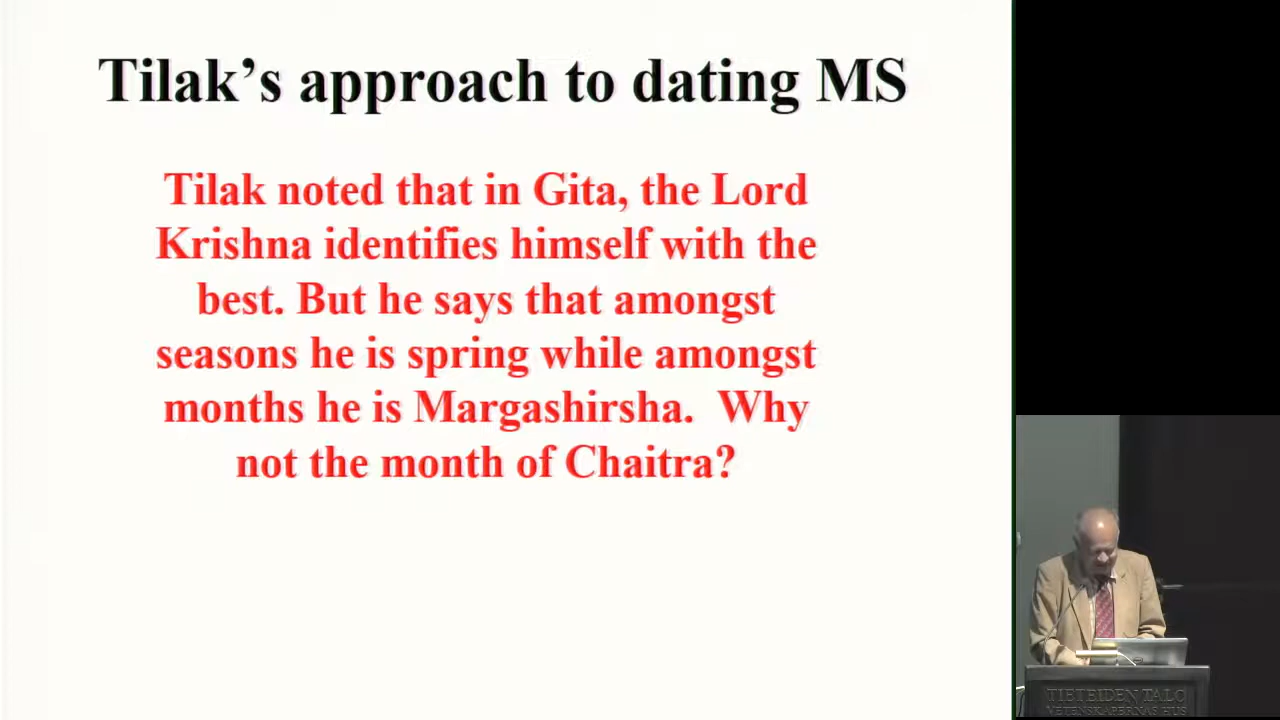 Tilak’s approach to dating MS
Tilak noted that in Gita, the Lord
Krishna identifies himself with the
best. But he says that amongst
seasons he is spring while amongst
months he is Margashirsha. Why
not the month of Chaitra?
TIETEIDEN TALO
VETENSKAPERNAS HUS